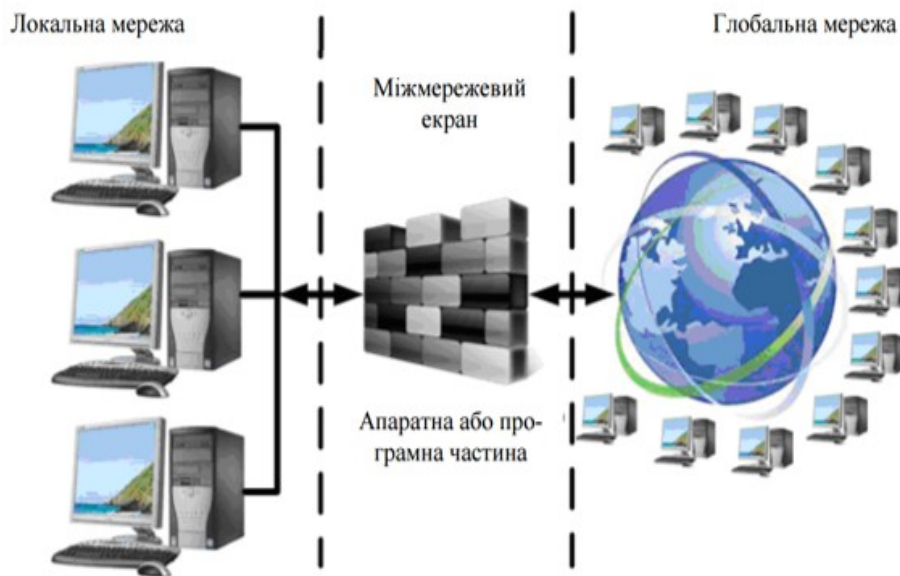 Локальна мережа
Глобальна мережа
Міжмережевий
екран
Апаратна або про-
грамна частина